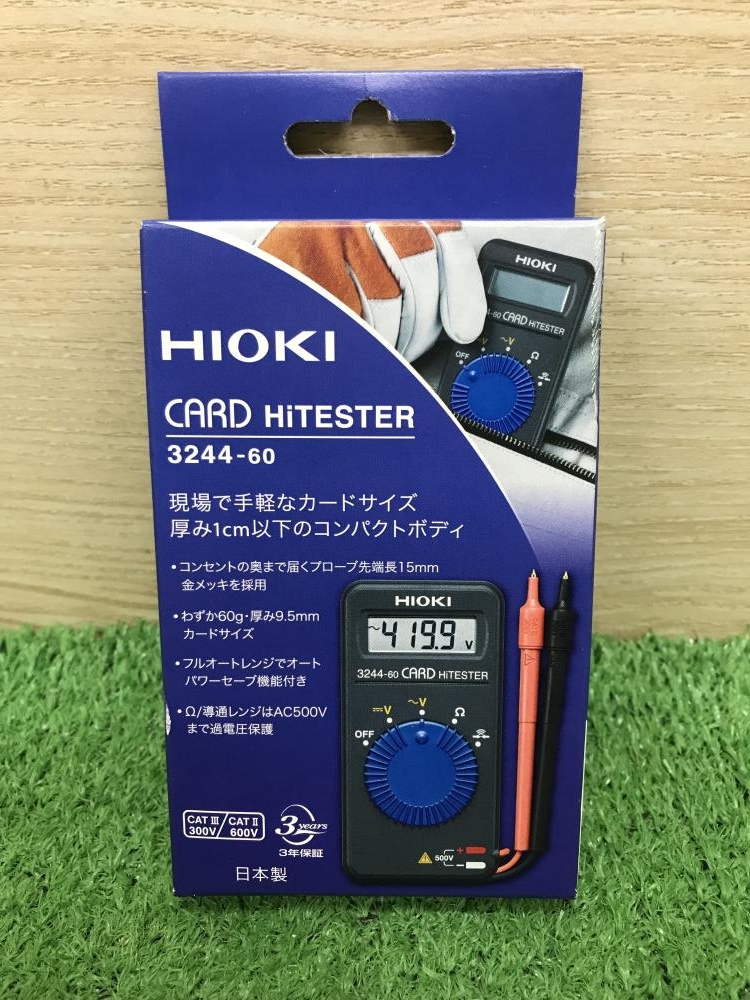 HIOKI
CARD HiTESTER
3244-60
現場で手軽なカードサイズ
厚み1cm以下のコンパクトボディ
・コンセントの奥まで届くプローブ先端長15mm
金メッキを採用
・わずか60g・厚み9.5mm
カードサイズ
・フルオートレンジでオート
パワーセーブ機能付き
・Ω/導通レンジはAC500V
まで過電圧保護
CAT III 300V / CAT II 600V
3 years
3年保証
日本製
HIOKI
-60 CARD HiTESTER
OFF
V
~V
Ω
HIOKI
~419.9 V
3244-60 CARD HiTESTER
OFF
V
~V
Ω
500V
+
-